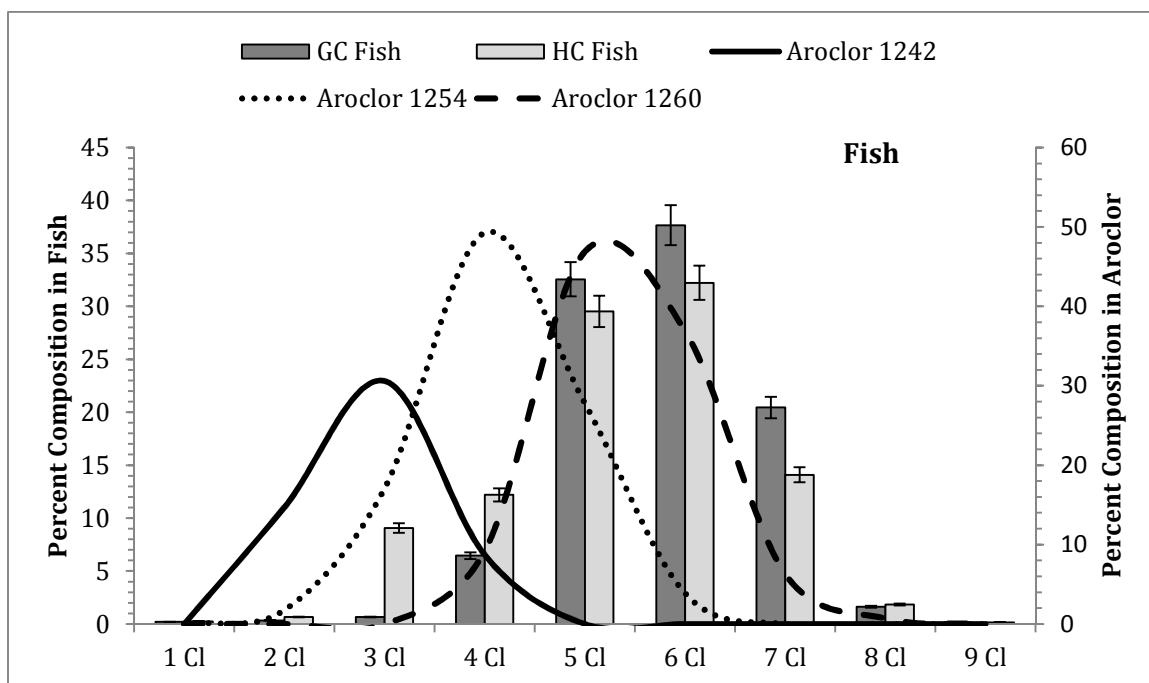 GC Fish HC Fish Aroclor 1242
Aroclor 1254 Aroclor 1260
Fish
Percent Composition in Fish
45
40
35
30
25
20
15
10
5
0
60
50
40
30
20
10
0
Percent Composition in Aroclor
1 Cl 2 Cl 3 Cl 4 Cl 5 Cl 6 Cl 7 Cl 8 Cl 9 Cl